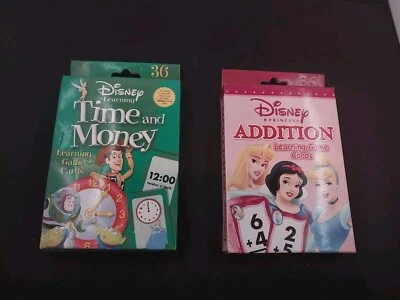 36
Disney
Learning
Time and
Money
Learning Game
Cards
12:00
36
Disney
PRINCESS
ADDITION
Learning Game
Cards
6
+4
2
+5